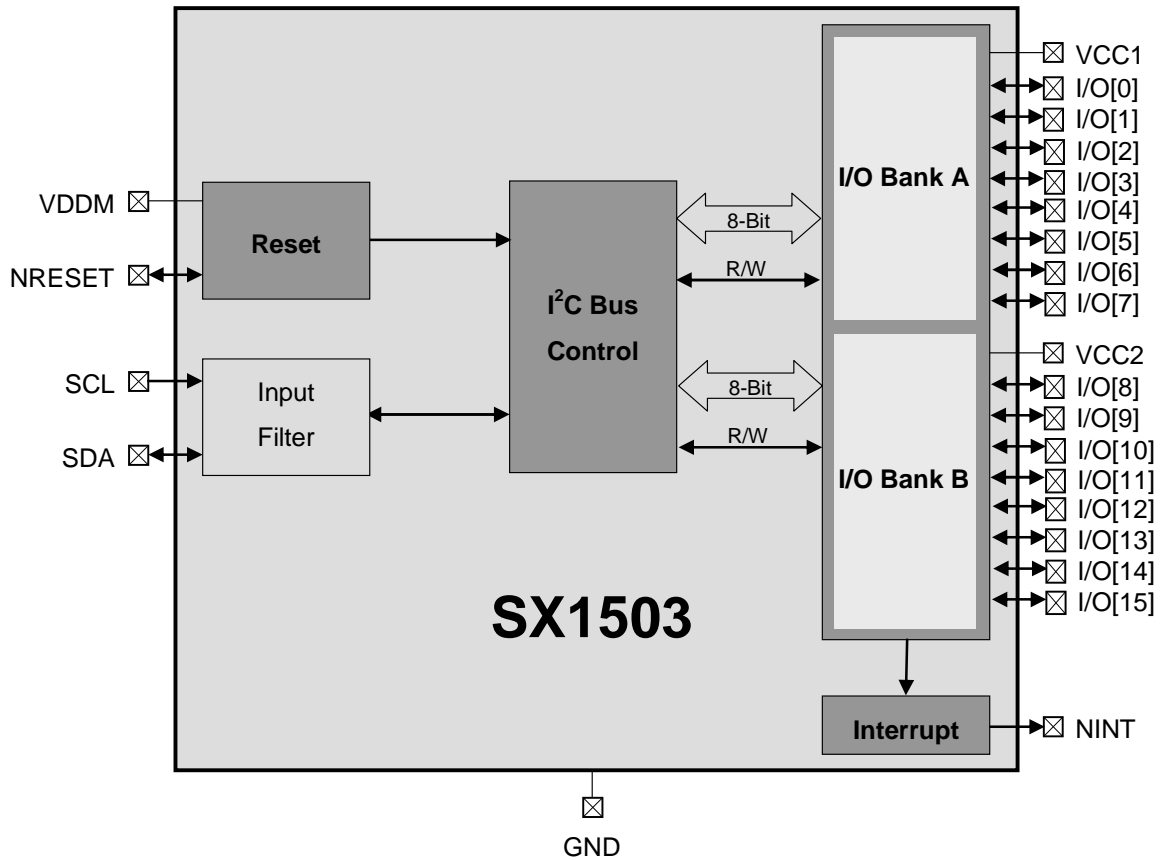 VDDM
NRESET
SCL
SDA
Reset
Input
Filter
I²C Bus
Control
8-Bit
R/W
8-Bit
R/W
I/O Bank A
I/O Bank B
VCC1
I/O[0]
I/O[1]
I/O[2]
I/O[3]
I/O[4]
I/O[5]
I/O[6]
I/O[7]
VCC2
I/O[8]
I/O[9]
I/O[10]
I/O[11]
I/O[12]
I/O[13]
I/O[14]
I/O[15]
SX1503
Interrupt
NINT
GND